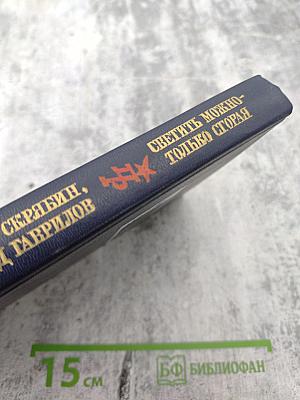 СКРЯБИН,
Д ГАВРИЛОВ
СВЕТИТЬ МОЖНО-
ТОЛЬКО СГОРАЯ
15 см
БФ БИБЛИОФАН